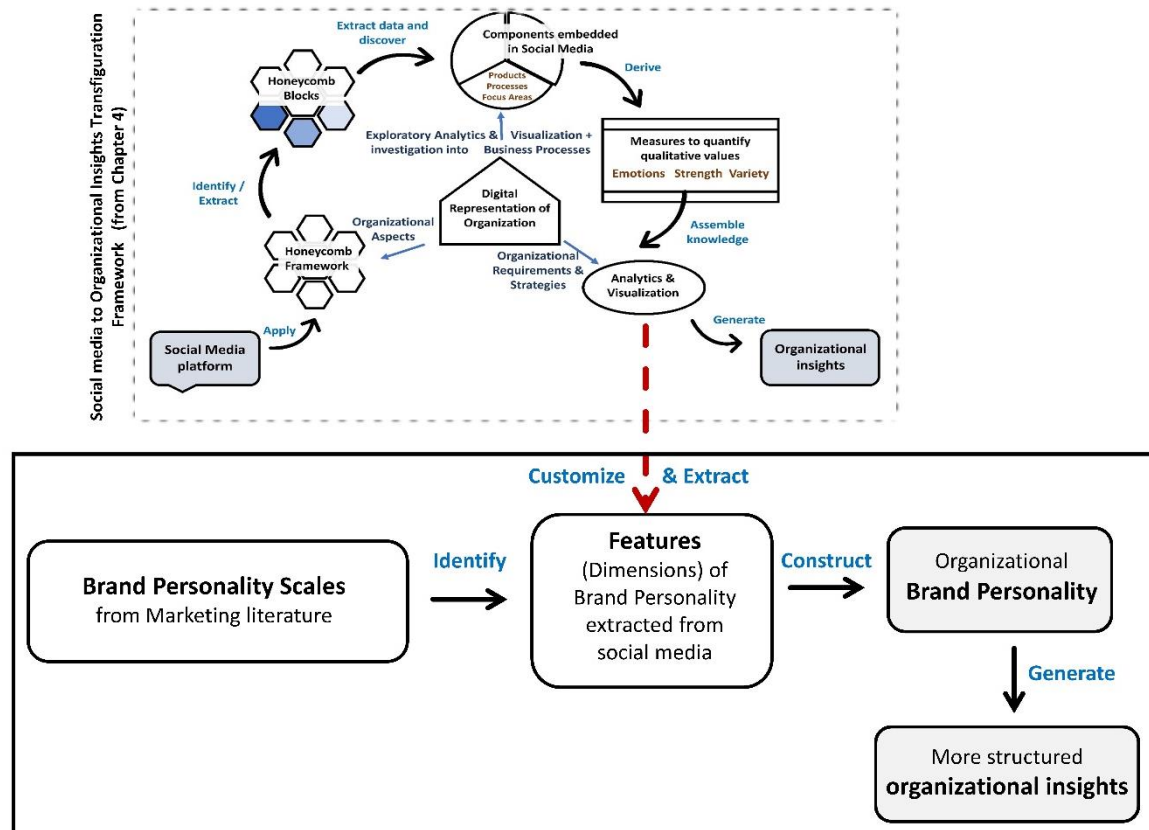 Social media to Organizational Insights Transfiguration
Framework (from Chapter 4)
Extract data and
discover
Components embedded
in Social Media
Products
Processes
Focus Areas
Derive
Honeycomb
Blocks
Exploratory Analytics & Visualization +
investigation into Business Processes
Measures to quantify
qualitative values
Emotions Strength Variety
Identify /
Extract
Digital
Representation of
Organization
Organizational
Aspects
Assemble
knowledge
Honeycomb
Framework
Organizational
Requirements &
Strategies
Analytics &
Visualization
Apply
Generate
Social Media
platform
Organizational
insights
Customize & Extract
Brand Personality Scales
from Marketing literature
Identify
Features
(Dimensions) of
Brand Personality
extracted from
social media
Construct
Organizational
Brand Personality
Generate
More structured
organizational insights